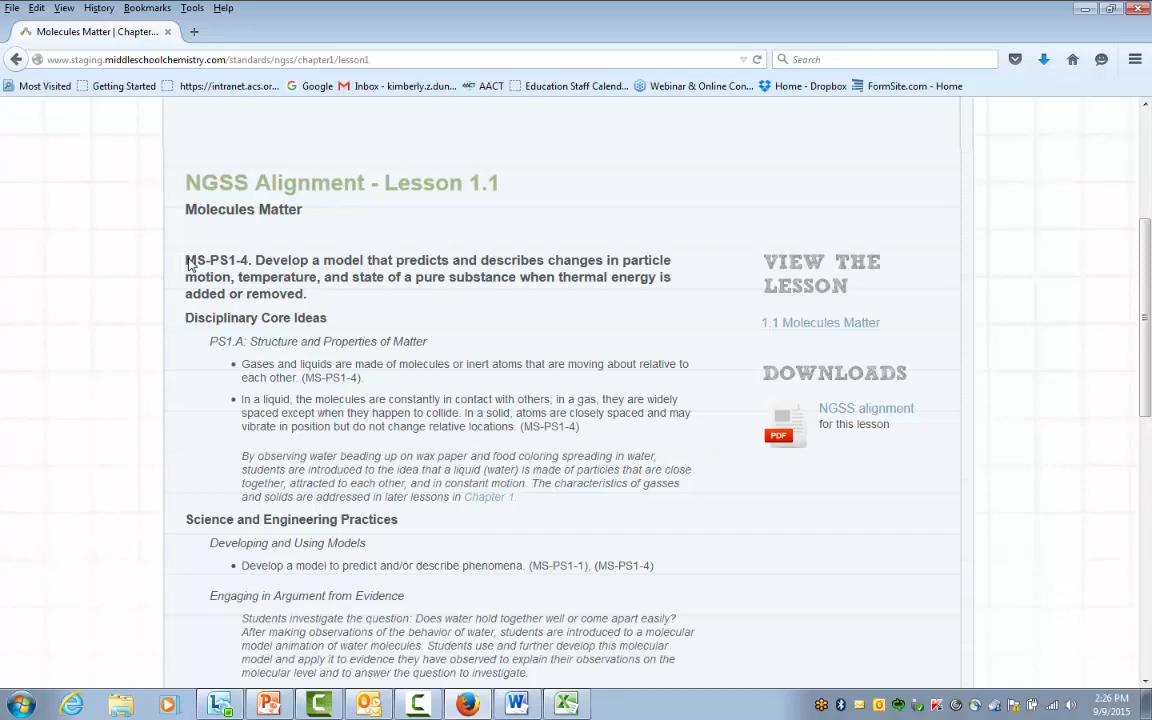 File Edit View History Bookmarks Tools Help
Molecules Matter | Chapter...
www.staging.middleschoolchemistry.com/standards/ngss/chapter1/lesson1
Search
Most Visited Getting Started https://intranet.acs.or... Google Inbox - kimberly.z.dun... AACT Education Staff Calend... Webinar & Online Con... Home - Dropbox FormSite.com - Home
NGSS Alignment - Lesson 1.1
Molecules Matter
MS-PS1-4. Develop a model that predicts and describes changes in particle
motion, temperature, and state of a pure substance when thermal energy is
added or removed.
Disciplinary Core Ideas
PS1.A: Structure and Properties of Matter
• Gases and liquids are made of molecules or inert atoms that are moving about relative to
each other. (MS-PS1-4).
• In a liquid, the molecules are constantly in contact with others; in a gas, they are widely
spaced except when they happen to collide. In a solid, atoms are closely spaced and may
vibrate in position but do not change relative locations. (MS-PS1-4)
By observing water beading up on wax paper and food coloring spreading in water,
students are introduced to the idea that a liquid (water) is made of particles that are close
together, attracted to each other, and in constant motion. The characteristics of gasses
and solids are addressed in later lessons in Chapter 1.
Science and Engineering Practices
Developing and Using Models
• Develop a model to predict and/or describe phenomena. (MS-PS1-1), (MS-PS1-4)
Engaging in Argument from Evidence
Students investigate the question: Does water hold together well or come apart easily?
After making observations of the behavior of water, students are introduced to a molecular
model animation of water molecules. Students use and further develop this molecular
model and apply it to evidence they have observed to explain their observations on the
molecular level and to answer the question to investigate.
VIEW THE
LESSON
1.1 Molecules Matter
DOWNLOADS
PDF
NGSS alignment
for this lesson
2:26 PM
9/9/2015